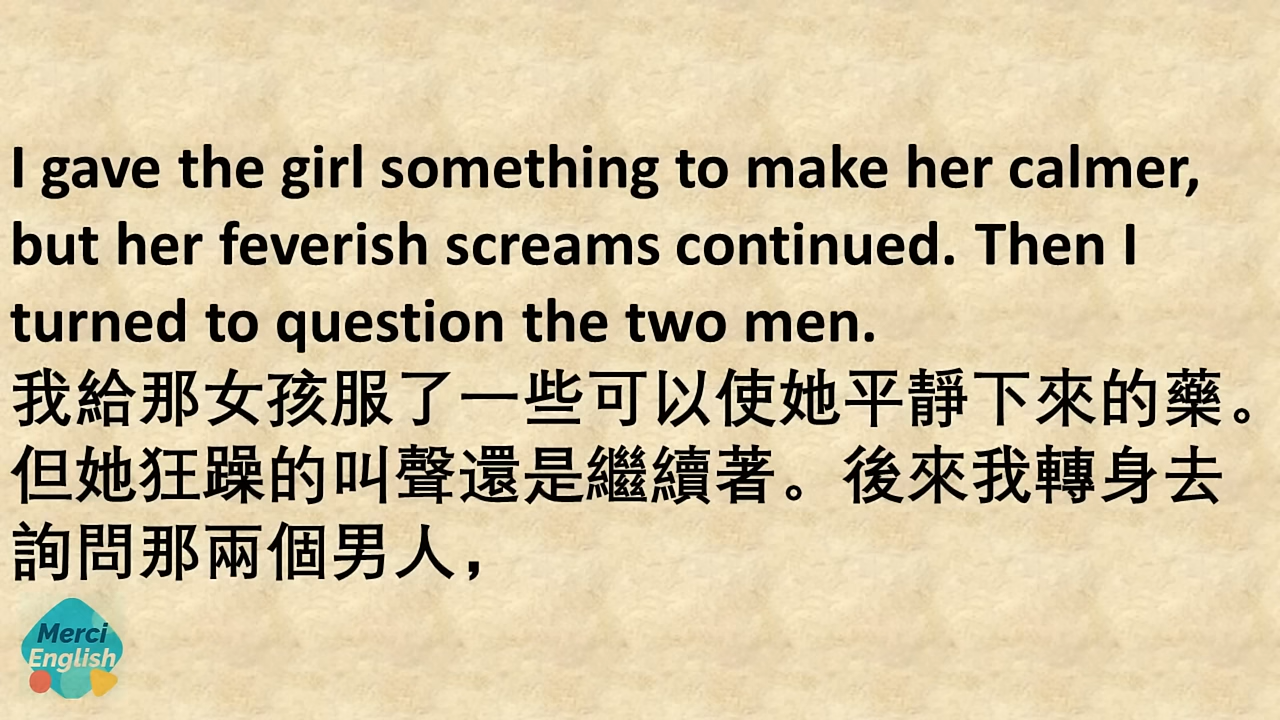 I gave the girl something to make her calmer,
but her feverish screams continued. Then I
turned to question the two men.
我給那女孩服了一些可以使她平靜下來的藥。
但她狂躁的叫聲還是繼續著。後來我轉身去
詢問那兩個男人，
Merci
English